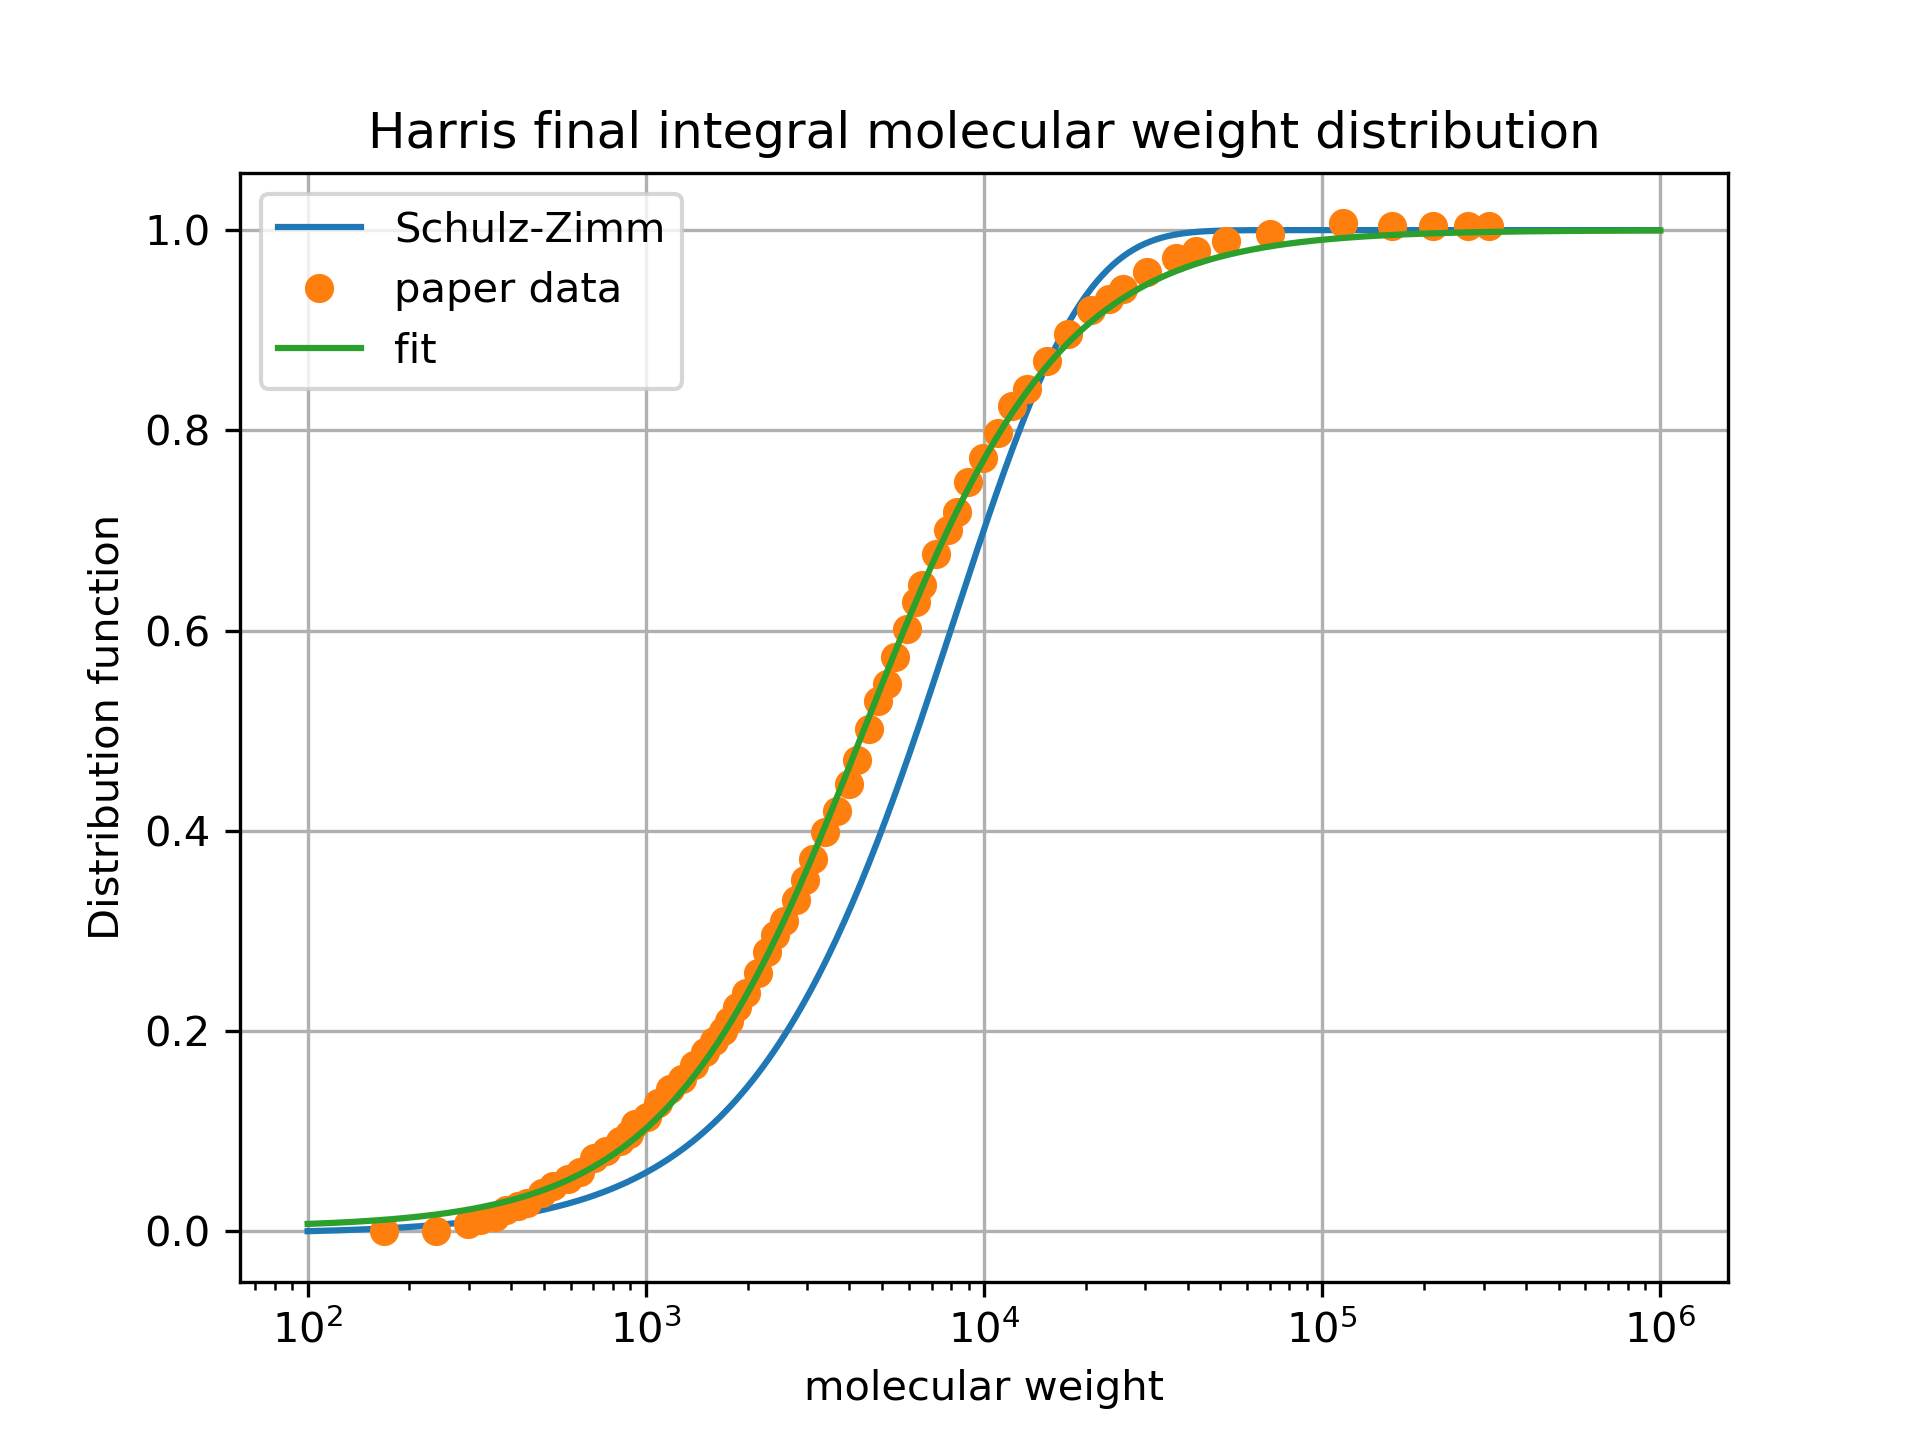 Harris final integral molecular weight distribution
Schulz-Zimm
paper data
fit
Distribution function
1.0
0.8
0.6
0.4
0.2
0.0
10²
10³
10⁴
10⁵
10⁶
molecular weight